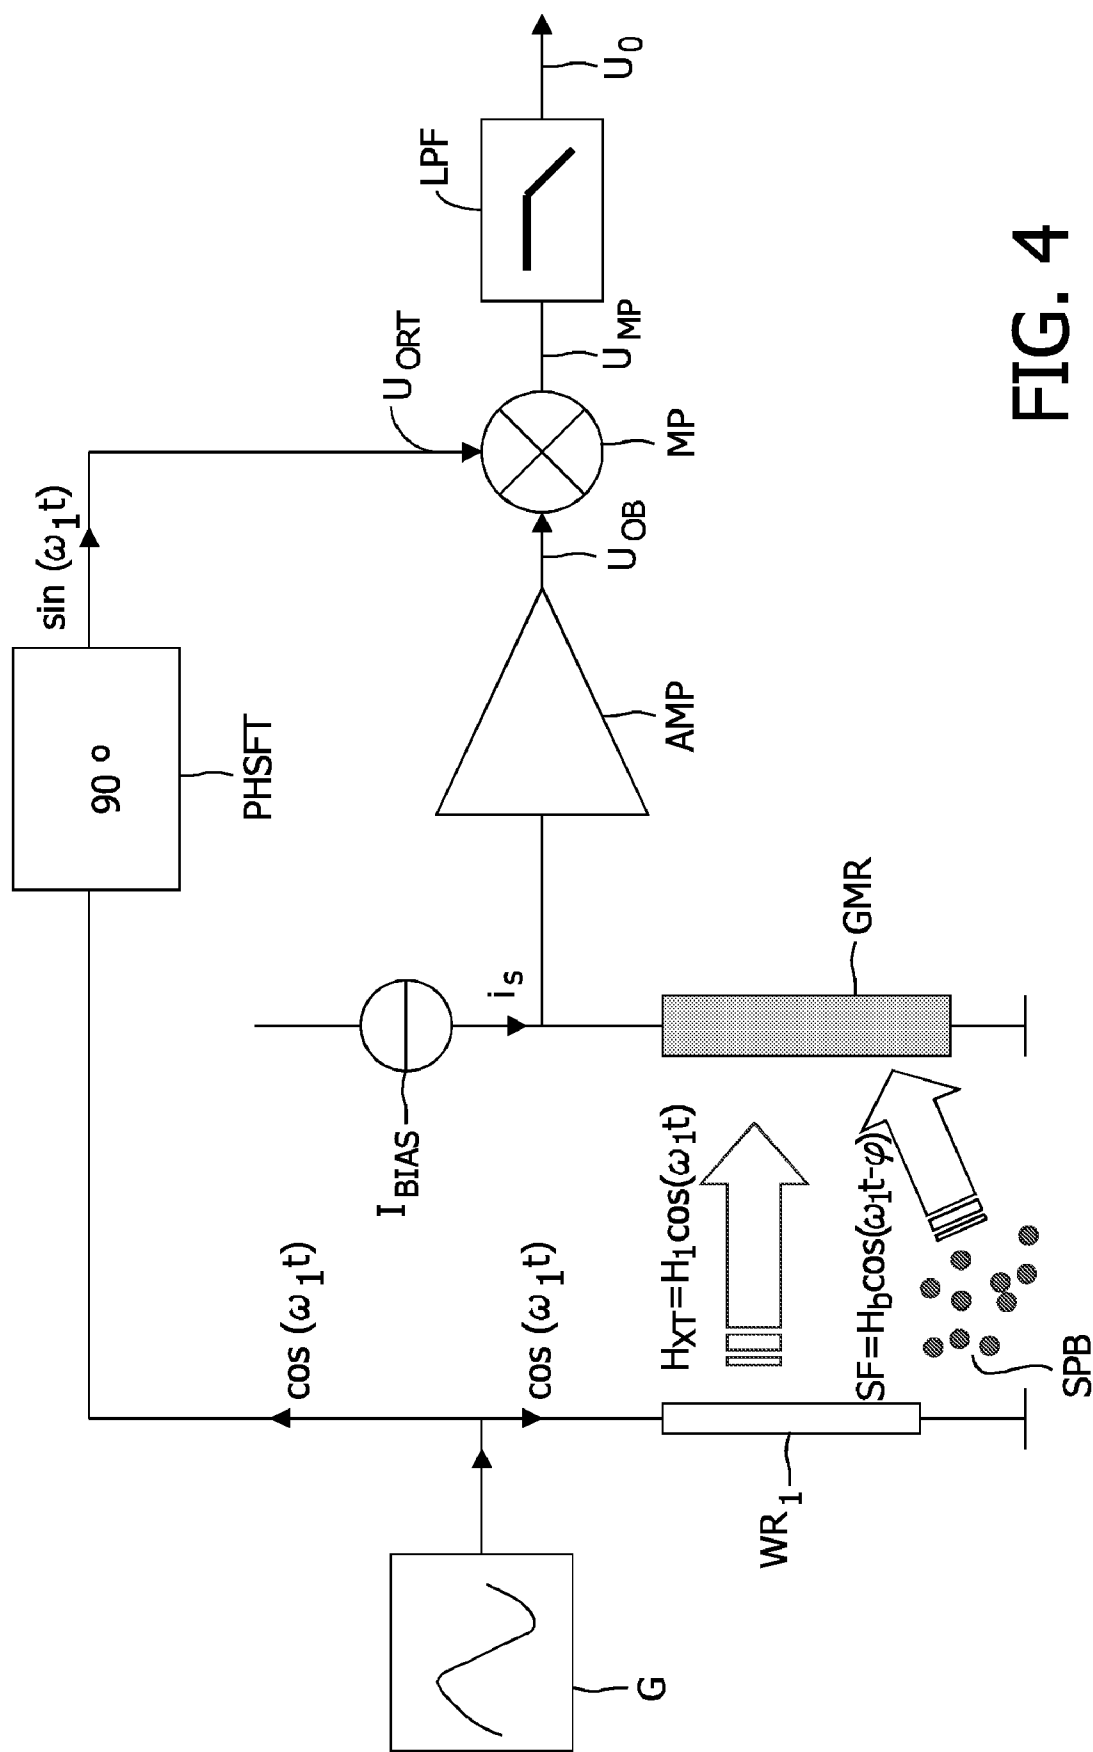 sin (ω1t)
90 o
PHSFT
cos (ω1t)
cos (ω1t)
G
WR1
IBIAS
is
HXT=H1cos(ω1t)
SF=Hbcos(ω1t-φ)
SPB
GMR
AMP
UOB
UORT
MP
UMP
LPF
U0
FIG. 4